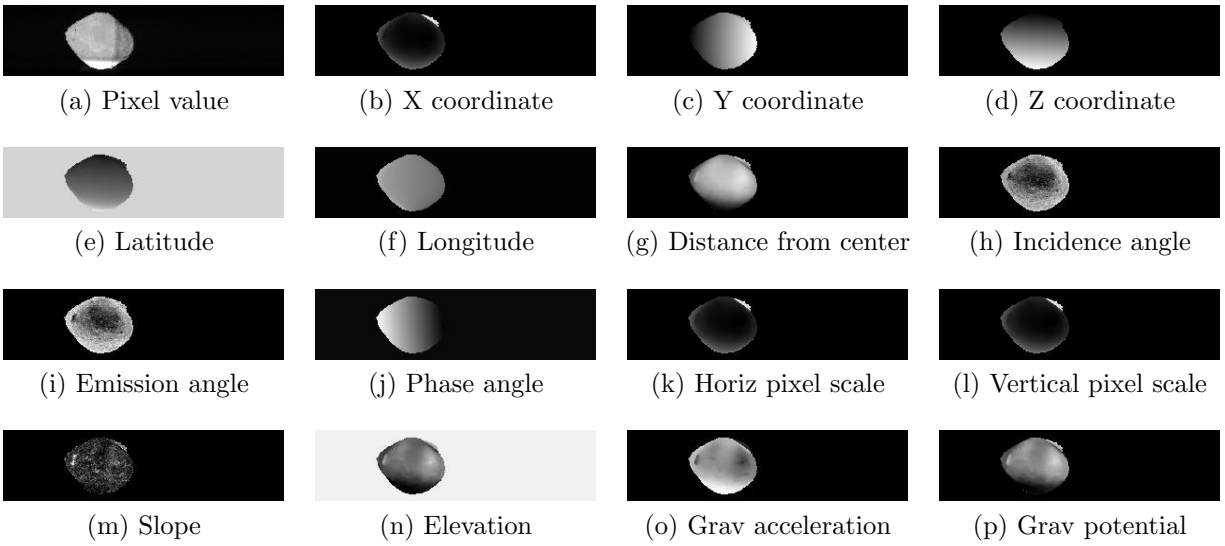 (a) Pixel value
(b) X coordinate
(c) Y coordinate
(d) Z coordinate
(e) Latitude
(f) Longitude
(g) Distance from center
(h) Incidence angle
(i) Emission angle
(j) Phase angle
(k) Horiz pixel scale
(l) Vertical pixel scale
(m) Slope
(n) Elevation
(o) Grav acceleration
(p) Grav potential